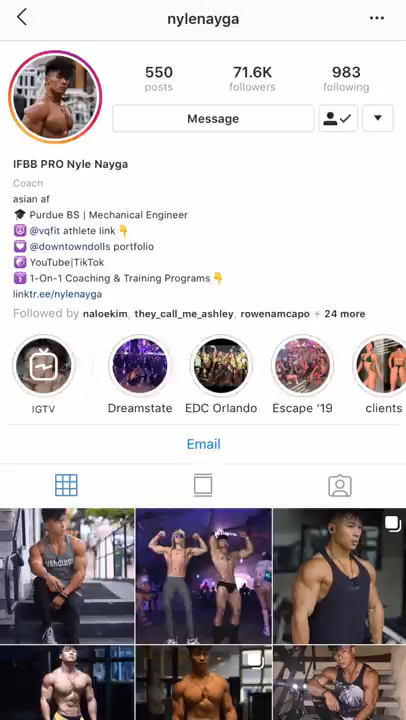 nylenayga
550 71.6K 983
posts followers following
Message
IFBB PRO Nyle Nayga
Coach
asian af
🎓 Purdue BS | Mechanical Engineer
☮️ @vqfit athlete link 👇
💟 @downtowndolls portfolio
☯️ YouTube|TikTok
⚛️ 1-On-1 Coaching & Training Programs 👇
linktr.ee/nylenayga
Followed by naloekim, they_call_me_ashley, rowenamcapo + 24 more
IGTV Dreamstate EDC Orlando Escape '19 clients
Email